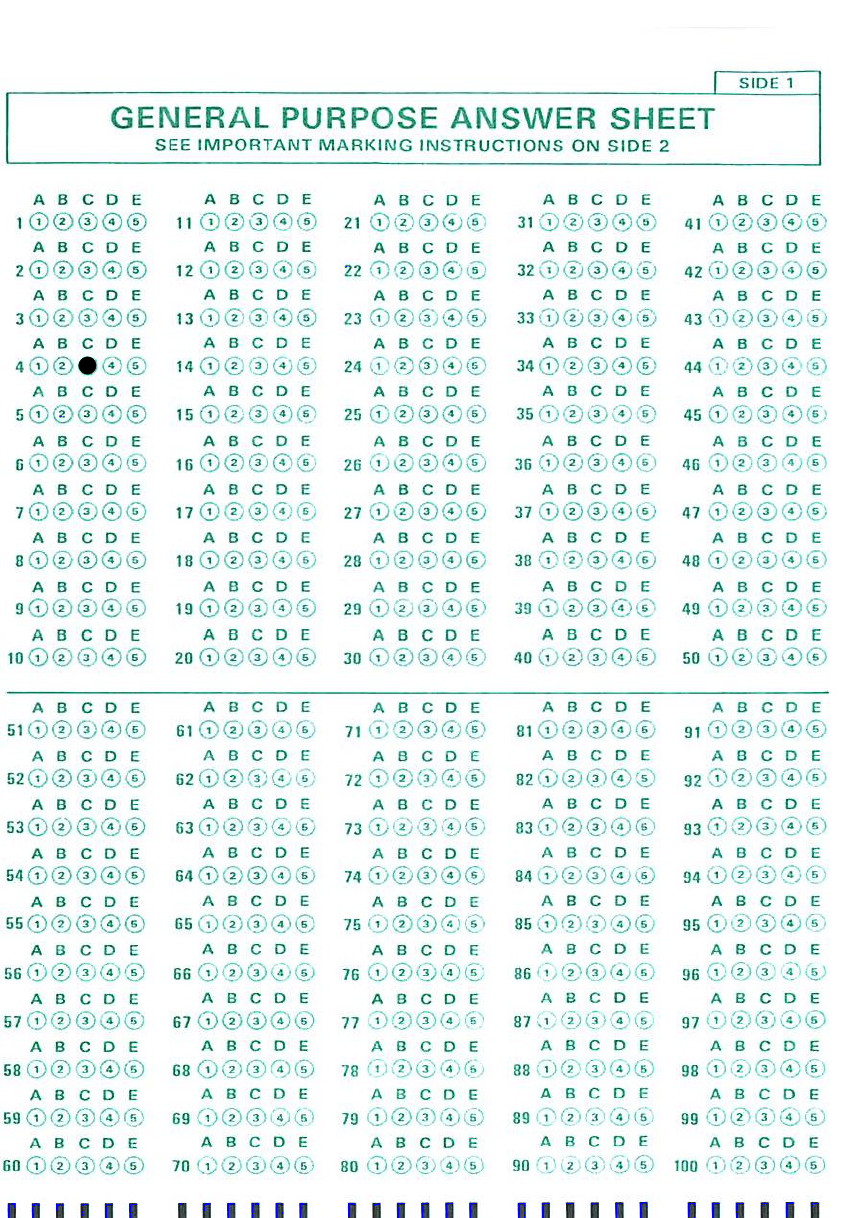 SIDE 1
GENERAL PURPOSE ANSWER SHEET
SEE IMPORTANT MARKING INSTRUCTIONS ON SIDE 2
A B C D E A B C D E A B C D E A B C D E A B C D E
1 1 2 3 4 5 11 1 2 3 4 5 21 1 2 3 4 5 31 1 2 3 4 5 41 1 2 3 4 5
A B C D E A B C D E A B C D E A B C D E A B C D E
2 1 2 3 4 5 12 1 2 3 4 5 22 1 2 3 4 5 32 1 2 3 4 5 42 1 2 3 4 5
A B C D E A B C D E A B C D E A B C D E A B C D E
3 1 2 3 4 5 13 1 2 3 4 5 23 1 2 3 4 5 33 1 2 3 4 5 43 1 2 3 4 5
A B C D E A B C D E A B C D E A B C D E A B C D E
4 1 2 4 5 14 1 2 3 4 5 24 1 2 3 4 5 34 1 2 3 4 5 44 1 2 3 4 5
A B C D E A B C D E A B C D E A B C D E A B C D E
5 1 2 3 4 5 15 1 2 3 4 5 25 1 2 3 4 5 35 1 2 3 4 5 45 1 2 3 4 5
A B C D E A B C D E A B C D E A B C D E A B C D E
6 1 2 3 4 5 16 1 2 3 4 5 26 1 2 3 4 5 36 1 2 3 4 5 46 1 2 3 4 5
A B C D E A B C D E A B C D E A B C D E A B C D E
7 1 2 3 4 5 17 1 2 3 4 5 27 1 2 3 4 5 37 1 2 3 4 5 47 1 2 3 4 5
A B C D E A B C D E A B C D E A B C D E A B C D E
8 1 2 3 4 5 18 1 2 3 4 5 28 1 2 3 4 5 38 1 2 3 4 5 48 1 2 3 4 5
A B C D E A B C D E A B C D E A B C D E A B C D E
9 1 2 3 4 5 19 1 2 3 4 5 29 1 2 3 4 5 39 1 2 3 4 5 49 1 2 3 4 5
A B C D E A B C D E A B C D E A B C D E A B C D E
10 1 2 3 4 5 20 1 2 3 4 5 30 1 2 3 4 5 40 1 2 3 4 5 50 1 2 3 4 5
A B C D E A B C D E A B C D E A B C D E A B C D E
51 1 2 3 4 5 61 1 2 3 4 5 71 1 2 3 4 5 81 1 2 3 4 5 91 1 2 3 4 5
A B C D E A B C D E A B C D E A B C D E A B C D E
52 1 2 3 4 5 62 1 2 3 4 5 72 1 2 3 4 5 82 1 2 3 4 5 92 1 2 3 4 5
A B C D E A B C D E A B C D E A B C D E A B C D E
53 1 2 3 4 5 63 1 2 3 4 5 73 1 2 3 4 5 83 1 2 3 4 5 93 1 2 3 4 5
A B C D E A B C D E A B C D E A B C D E A B C D E
54 1 2 3 4 5 64 1 2 3 4 5 74 1 2 3 4 5 84 1 2 3 4 5 94 1 2 3 4 5
A B C D E A B C D E A B C D E A B C D E A B C D E
55 1 2 3 4 5 65 1 2 3 4 5 75 1 2 3 4 5 85 1 2 3 4 5 95 1 2 3 4 5
A B C D E A B C D E A B C D E A B C D E A B C D E
56 1 2 3 4 5 66 1 2 3 4 5 76 1 2 3 4 5 86 1 2 3 4 5 96 1 2 3 4 5
A B C D E A B C D E A B C D E A B C D E A B C D E
57 1 2 3 4 5 67 1 2 3 4 5 77 1 2 3 4 5 87 1 2 3 4 5 97 1 2 3 4 5
A B C D E A B C D E A B C D E A B C D E A B C D E
58 1 2 3 4 5 68 1 2 3 4 5 78 1 2 3 4 5 88 1 2 3 4 5 98 1 2 3 4 5
A B C D E A B C D E A B C D E A B C D E A B C D E
59 1 2 3 4 5 69 1 2 3 4 5 79 1 2 3 4 5 89 1 2 3 4 5 99 1 2 3 4 5
A B C D E A B C D E A B C D E A B C D E A B C D E
60 1 2 3 4 5 70 1 2 3 4 5 80 1 2 3 4 5 90 1 2 3 4 5 100 1 2 3 4 5